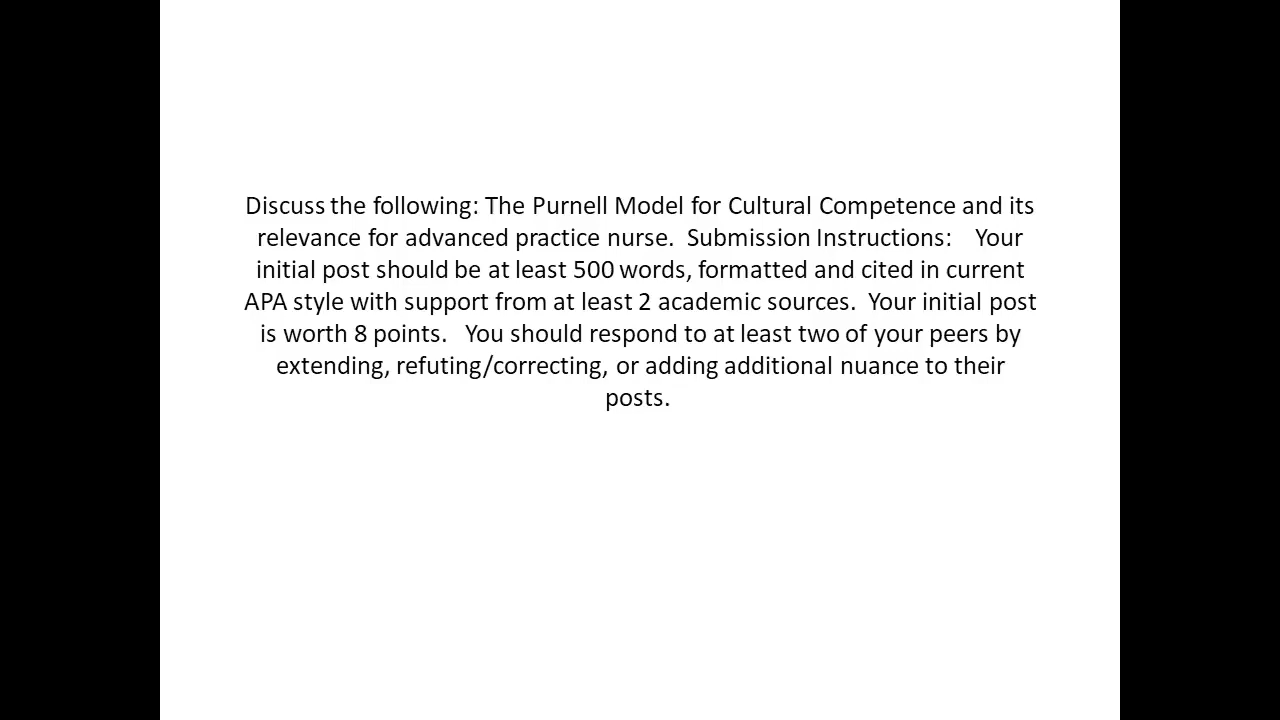 Discuss the following: The Purnell Model for Cultural Competence and its
relevance for advanced practice nurse.  Submission Instructions:    Your
initial post should be at least 500 words, formatted and cited in current
APA style with support from at least 2 academic sources.  Your initial post
is worth 8 points.   You should respond to at least two of your peers by
extending, refuting/correcting, or adding additional nuance to their
posts.